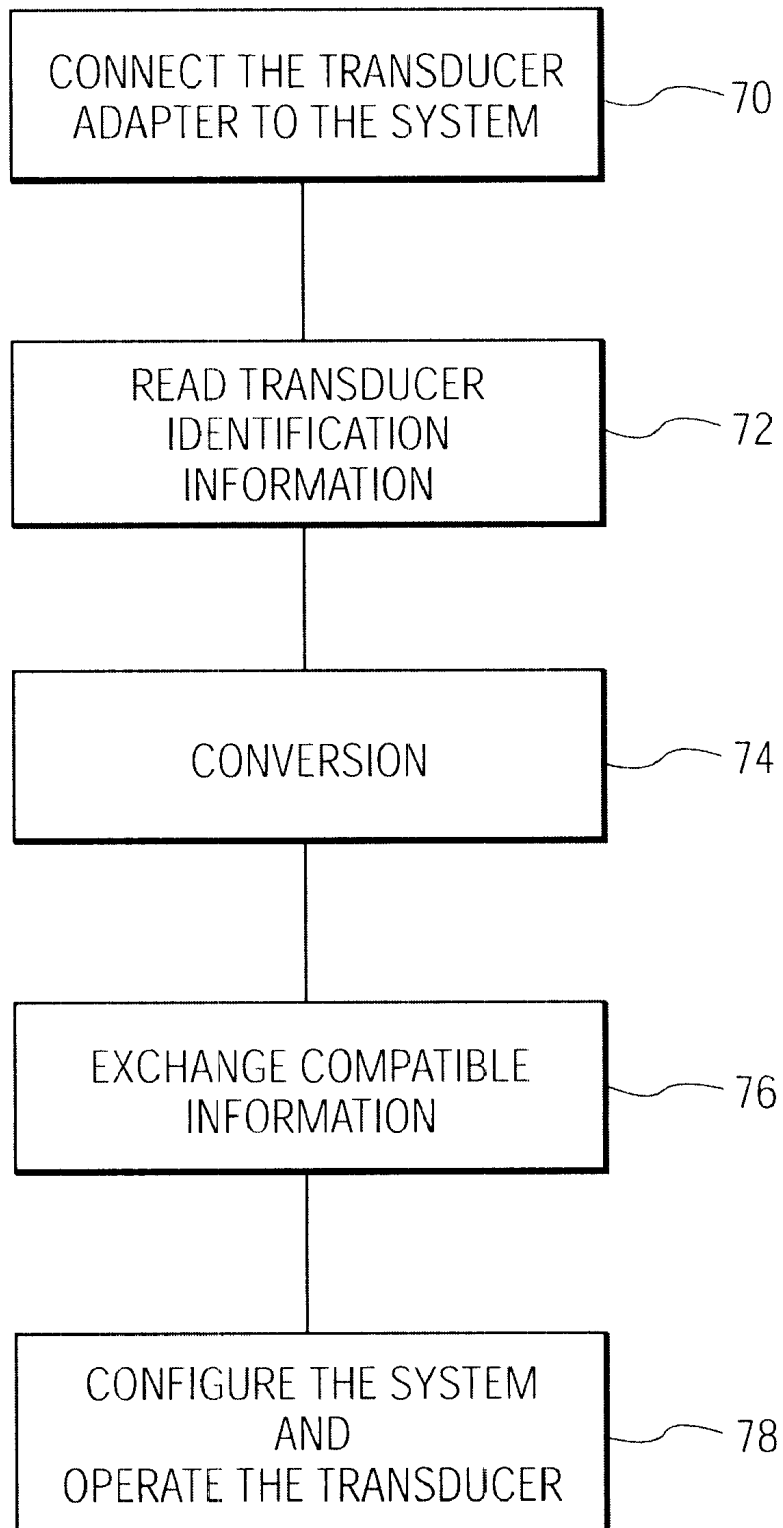 CONNECT THE TRANSDUCER
ADAPTER TO THE SYSTEM
70
READ TRANSDUCER
IDENTIFICATION
INFORMATION
72
CONVERSION
74
EXCHANGE COMPATIBLE
INFORMATION
76
CONFIGURE THE SYSTEM
AND
OPERATE THE TRANSDUCER
78